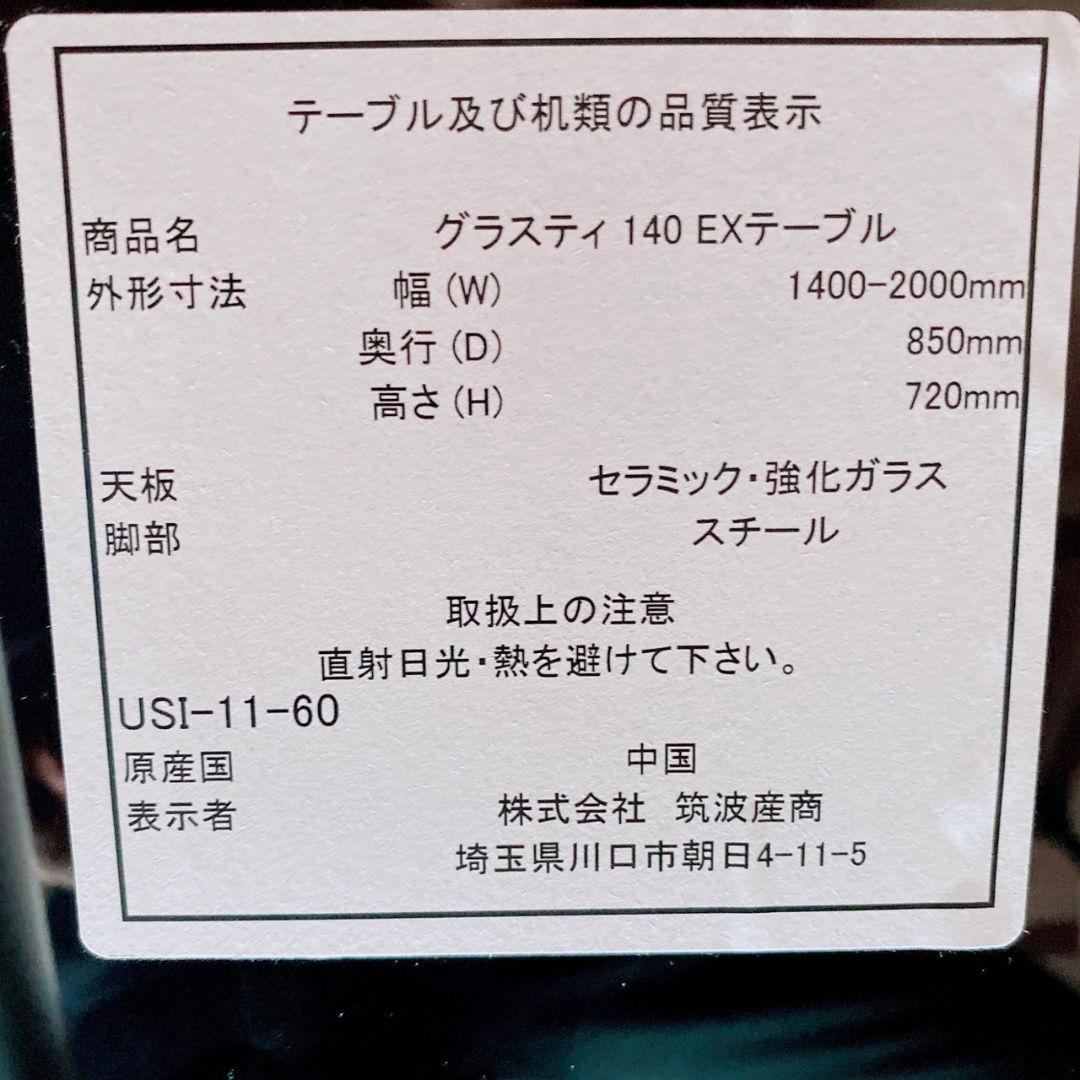 テーブル及び机類の品質表示
商品名 グラスティ 140 EXテーブル
外形寸法 幅(W) 1400-2000mm
奥行(D) 850mm
高さ(H) 720mm
天板 セラミック・強化ガラス
脚部 スチール
取扱上の注意
直射日光・熱を避けて下さい。
USI-11-60
原産国 中国
表示者 株式会社 筑波産商
埼玉県川口市朝日4-11-5